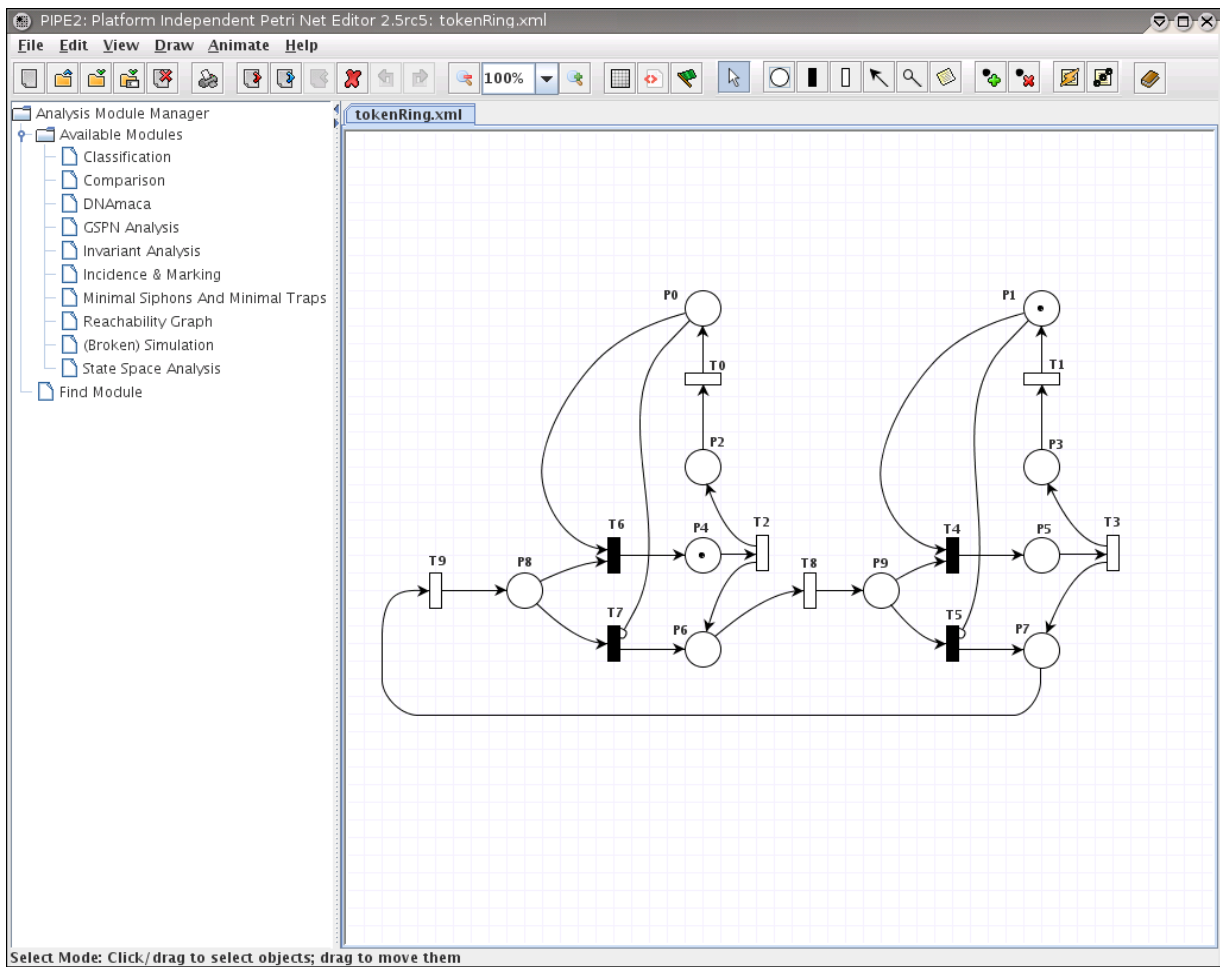 PIPE2: Platform Independent Petri Net Editor 2.5rc5: tokenRing.xml
File Edit View Draw Animate Help
100%
Analysis Module Manager
Available Modules
Classification
Comparison
DNAmaca
GSPN Analysis
Invariant Analysis
Incidence & Marking
Minimal Siphons And Minimal Traps
Reachability Graph
(Broken) Simulation
State Space Analysis
Find Module
tokenRing.xml
P0 P1
T0 T1
P2 P3
T6 P4 T2 T4 P5 T3
T9 P8 T8 P9
T7 P6 T5 P7
Select Mode: Click/drag to select objects; drag to move them